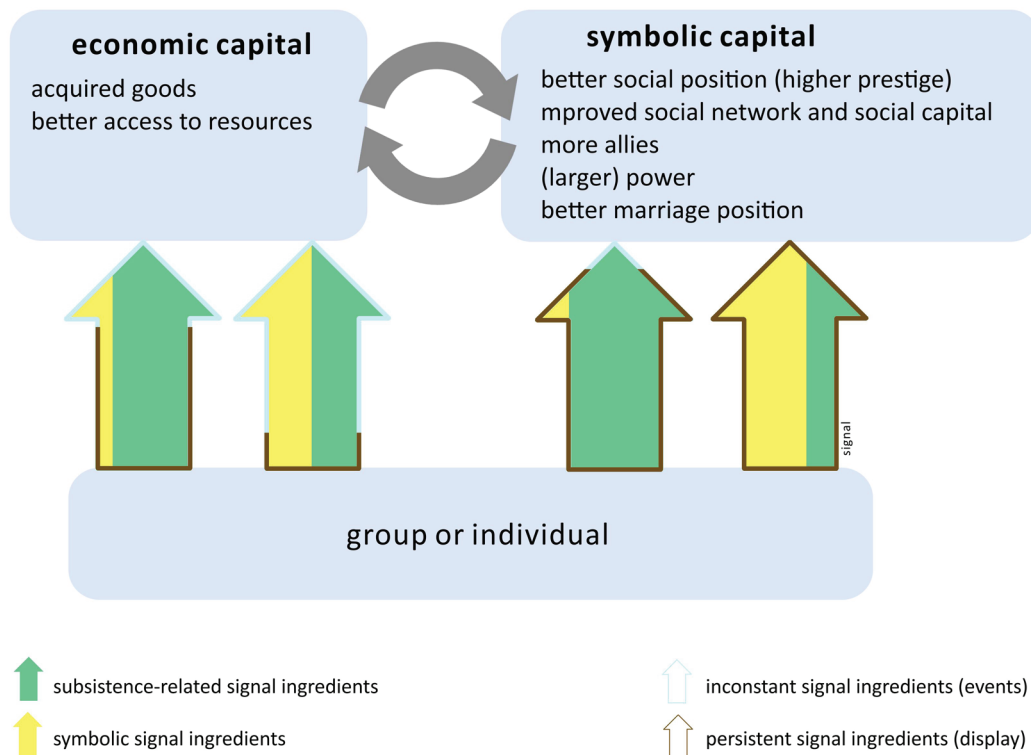 economic capital
acquired goods
better access to resources
symbolic capital
better social position (higher prestige)
mproved social network and social capital
more allies
(larger) power
better marriage position
signal
group or individual
subsistence-related signal ingredients
symbolic signal ingredients
inconstant signal ingredients (events)
persistent signal ingredients (display)